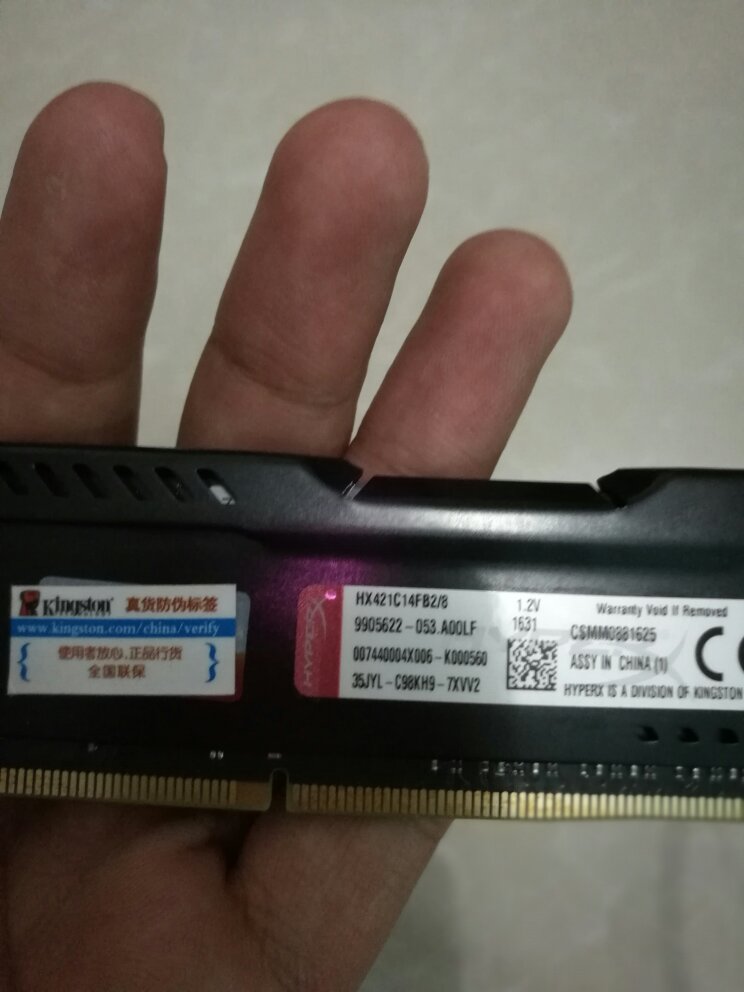 Kingston 真货防伪标签
www.kingston.com/china/verify
使用者放心,正品行货
全国联保
HYPERX
HX421C14FB2/8
1.2V
9905622-053.A00LF
1631
007440004X006-K000560
35JYL-C98KH9-7XVV2
Warranty Void If Removed
CSMM0881625
ASSY IN CHINA (1)
CE
HYPERX IS A DIVISION OF KINGSTON